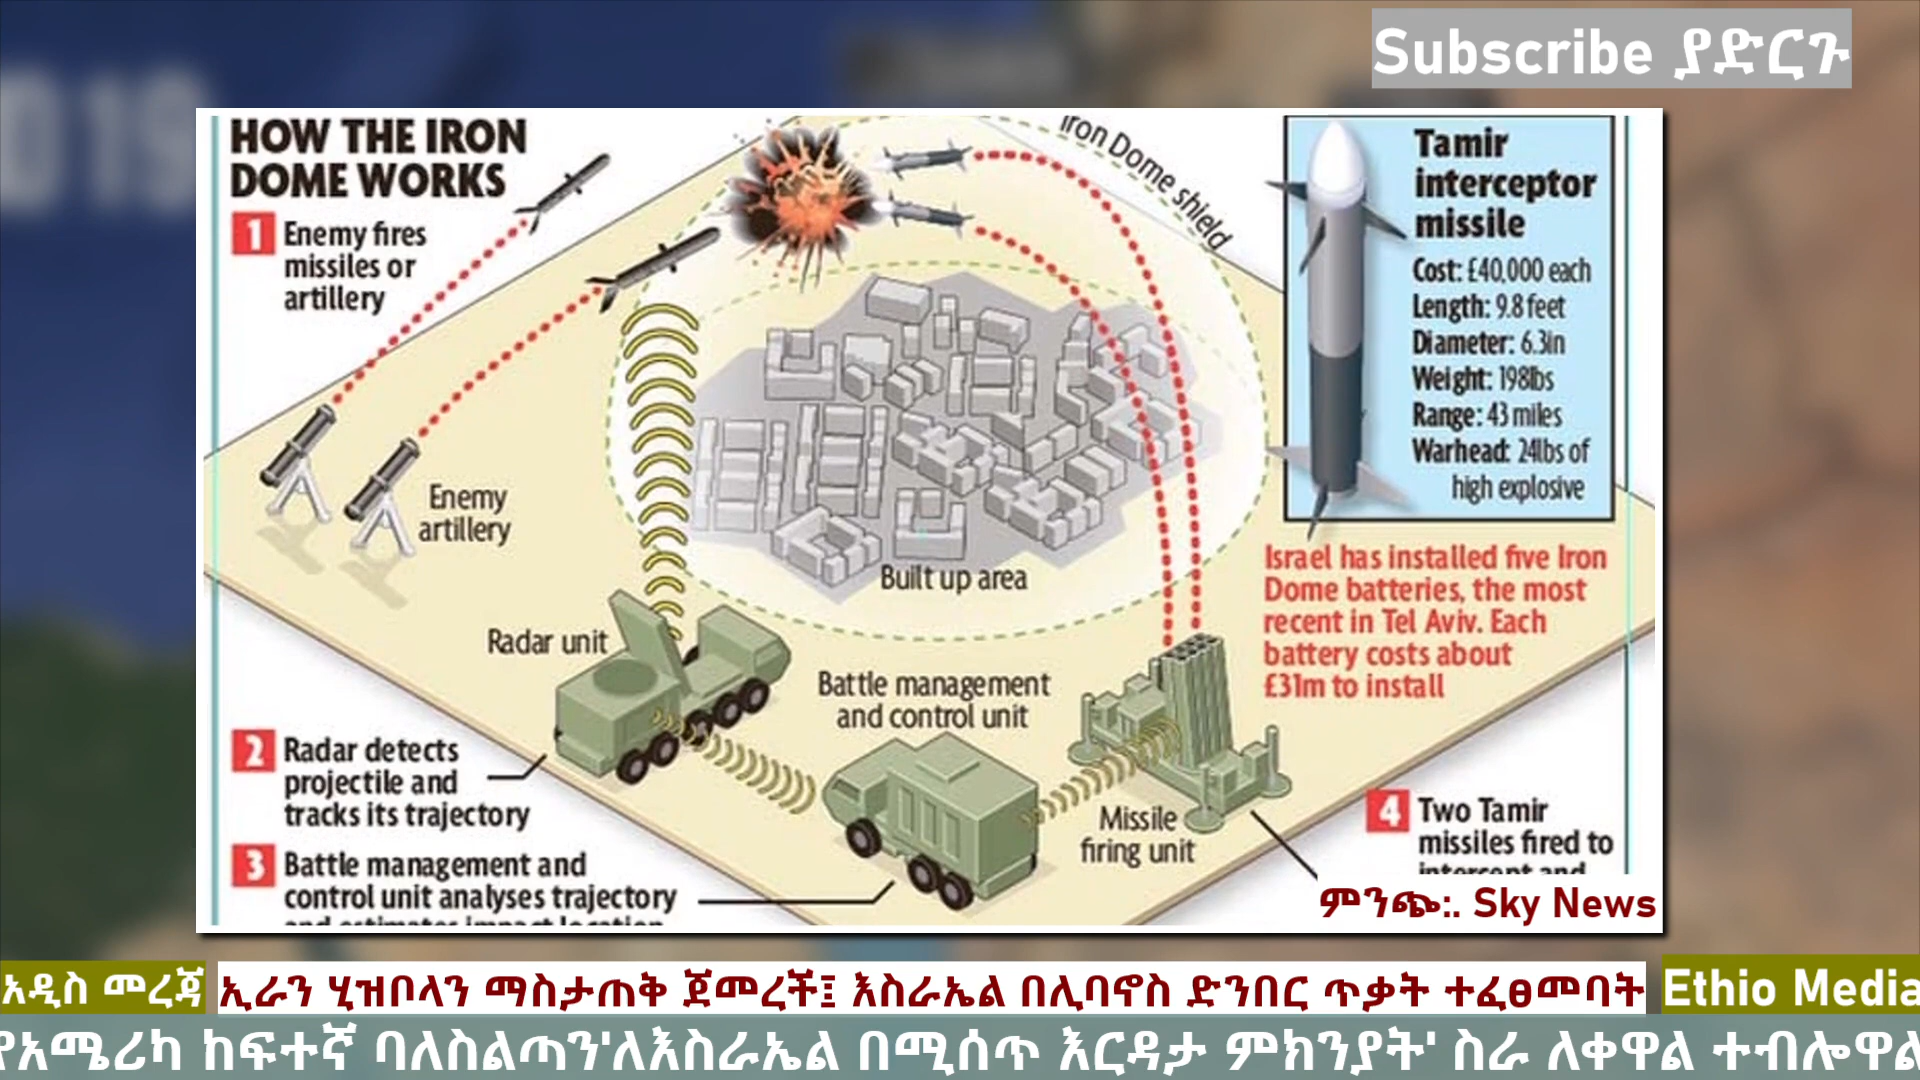 Subscribe ያድርጉ
HOW THE IRON
DOME WORKS
1 Enemy fires
missiles or
artillery
Iron Dome shield
Tamir
interceptor
missile
Cost: £40,000 each
Length: 9.8 feet
Diameter: 6.3in
Weight: 198lbs
Range: 43 miles
Warhead: 24lbs of
high explosive
Enemy
artillery
Built up area
Israel has installed five Iron
Dome batteries, the most
recent in Tel Aviv. Each
battery costs about
£31m to install
Radar unit
Battle management
and control unit
2 Radar detects
projectile and
tracks its trajectory
Missile
firing unit
4 Two Tamir
missiles fired to
intercept and
3 Battle management and
control unit analyses trajectory
and estimates impact location
ምንጭ:. Sky News
አዲስ መረጃ
ኢራን ሂዝቦላን ማስታጠቅ ጀመረች፤ እስራኤል በሊባኖስ ድንበር ጥቃት ተፈፀመባት
Ethio Media
የአሜሪካ ከፍተኛ ባለስልጣን'ለእስራኤል በሚሰጥ እርዳታ ምክንያት' ስራ ለቀዋል ተብሎዋል